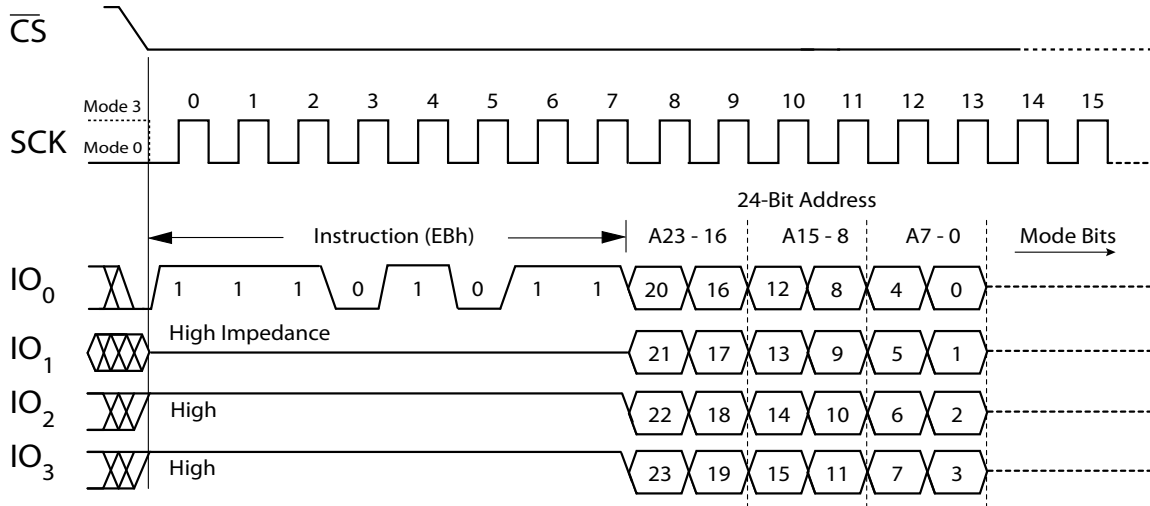 CS
Mode 3
0 1 2 3 4 5 6 7 8 9 10 11 12 13 14 15
SCK
Mode 0
24-Bit Address
Instruction (EBh)
A23 - 16
A15 - 8
A7 - 0
Mode Bits
IO0
1 1 1 0 1 0 1 1 20 16 12 8 4 0
High Impedance
IO1
21 17 13 9 5 1
IO2
High
22 18 14 10 6 2
IO3
High
23 19 15 11 7 3